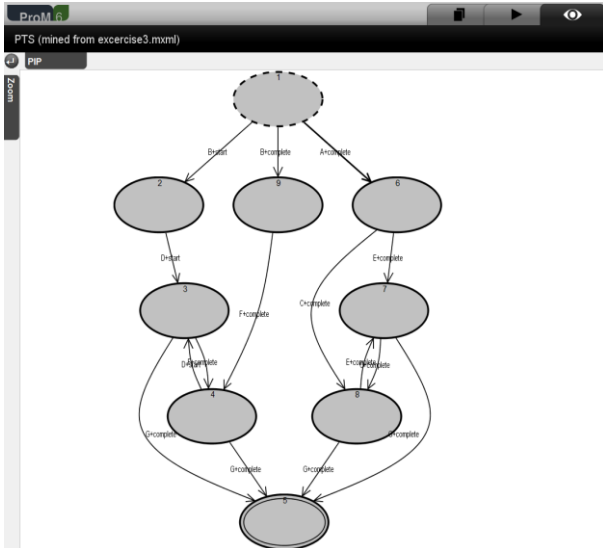 ProM 6
PTS (mined from excercise3.mxml)
PIP
Zoom
1
B+start
B+complete
A+complete
2
9
6
D+start
E+complete
3
7
C+complete
F+complete
D+start
E+complete
4
8
G+complete
G+complete
G+complete
G+complete
5